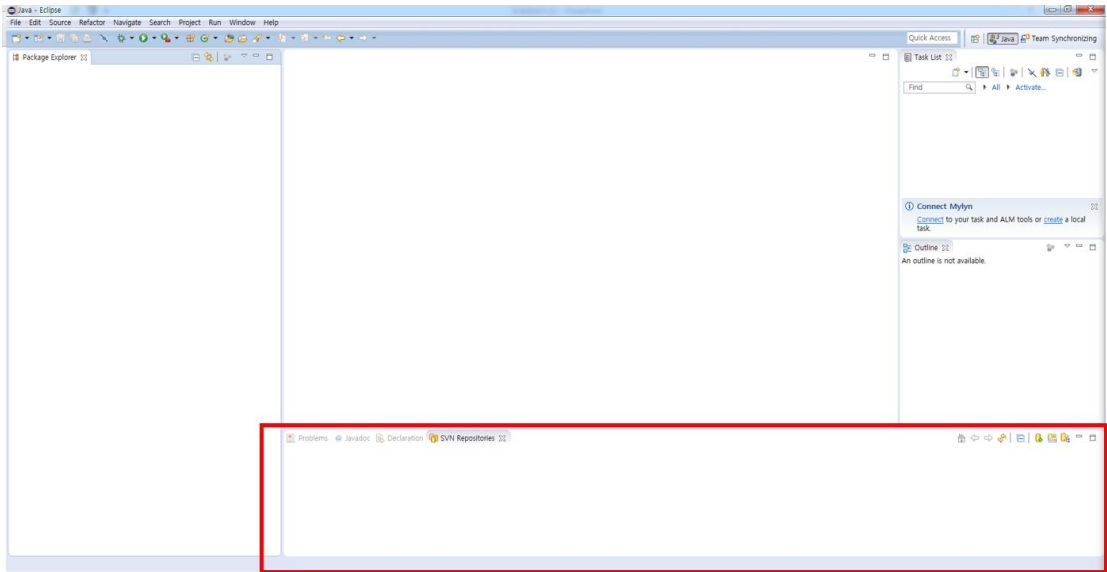 Java - Eclipse
File Edit Source Refactor Navigate Search Project Run Window Help
Quick Access Java Team Synchronizing
Package Explorer
Task List
Find All Activate...
Connect Mylyn
Connect to your task and ALM tools or create a local
task.
Outline
An outline is not available.
Problems @ Javadoc Declaration SVN Repositories